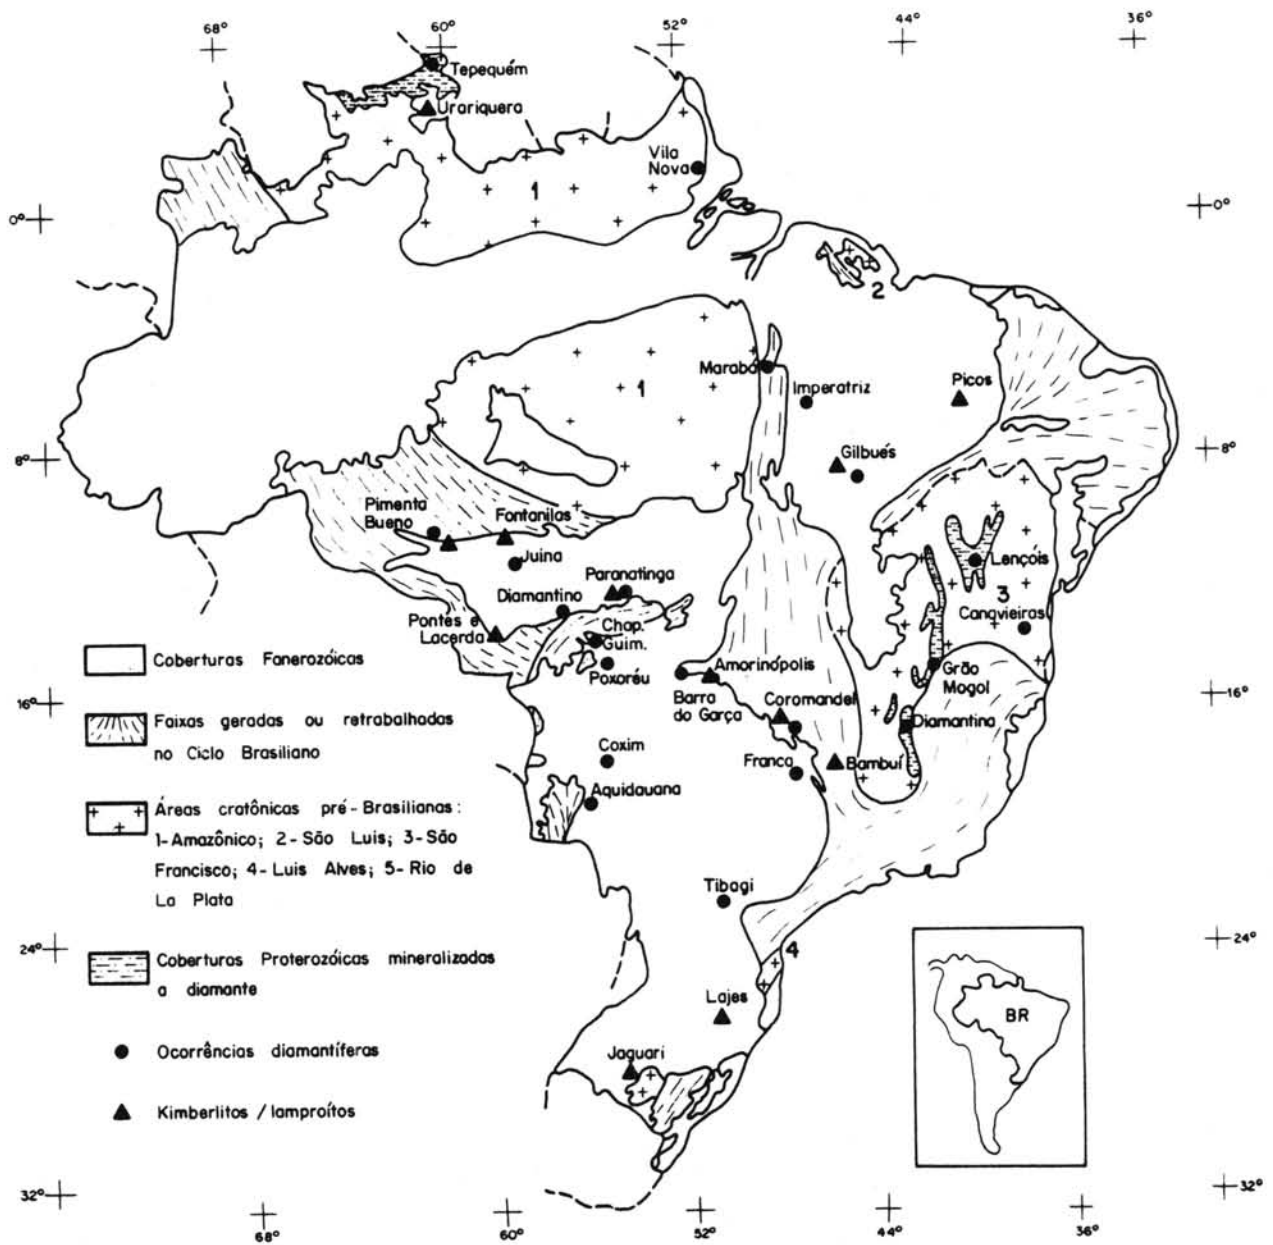 68°
60°
52°
44°
36°
Tepequém
Urariquera
Vila
Nova
1
0°
0°
2
Marabá
Imperatriz
Picos
1
8°
8°
Gilbués
Pimenta
Bueno
Fontanilas
Juina
Lençóis
Paranatinga
3
Diamantino
Canavieiras
Pontes e
Lacerda
Chap.
Guim.
Poxoréu
Amorinópolis
Grão
Mogol
Barra
do Garça
Coromandel
Diamantina
16°
16°
Coxim
Franca
Bambuí
Aquidauana
Tibagi
4
24°
24°
Lajes
Jaguari
BR
Coberturas Fanerozóicas
Faixas geradas ou retrabalhadas
no Ciclo Brasiliano
Áreas cratônicas pré-Brasilianas:
1-Amazônico; 2-São Luis; 3-São
Francisco; 4-Luis Alves; 5-Rio de
La Plata
Coberturas Proterozóicas mineralizadas
a diamante
Ocorrências diamantíferas
Kimberlitos / lamproítos
32°
32°
68°
60°
52°
44°
36°